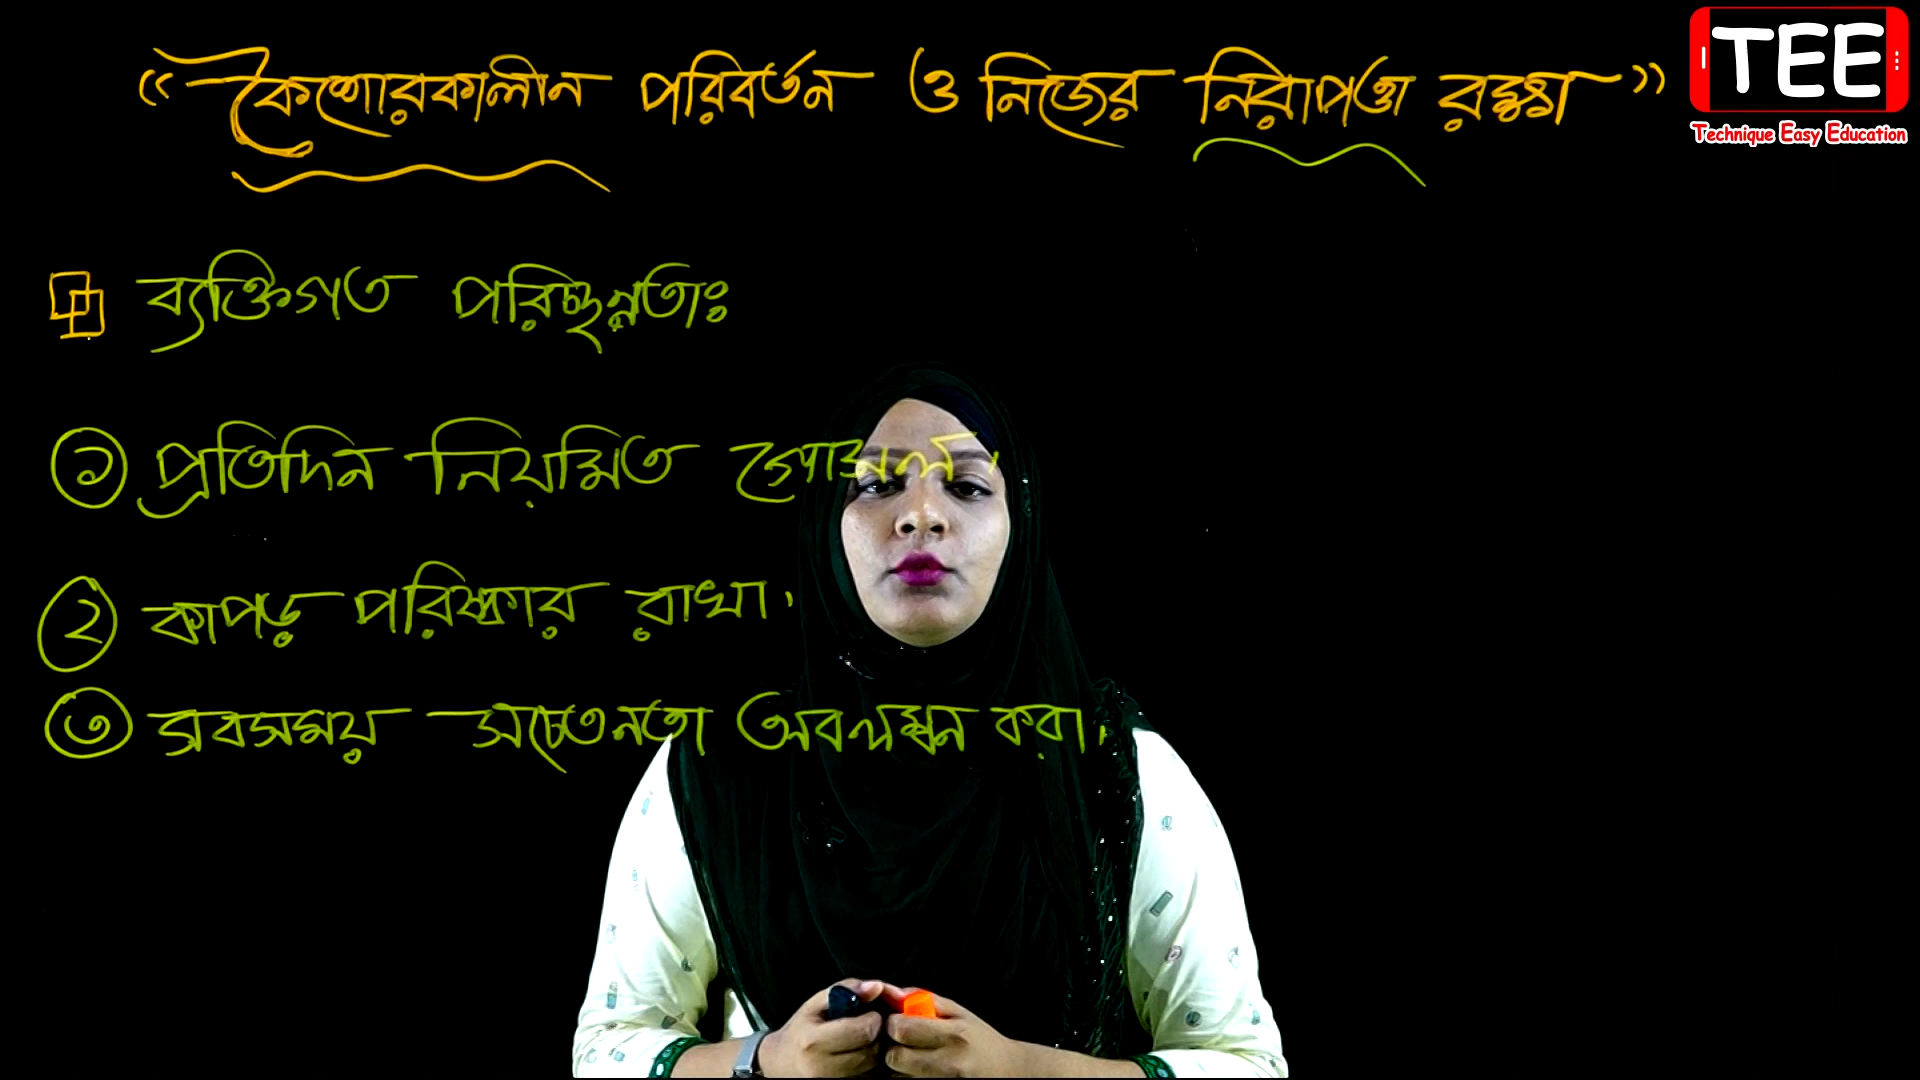 “কৈশোরকালীন পরিবর্তন ও নিজের নিরাপত্তা রক্ষা”
TEE
Technique Easy Education
ব্যক্তিগত পরিচ্ছন্নতাঃ
১ প্রতিদিন নিয়মিত গোসল।
২ কাপড় পরিষ্কার রাখা।
৩ সবসময় সচেতনতা অবলম্বন করা।